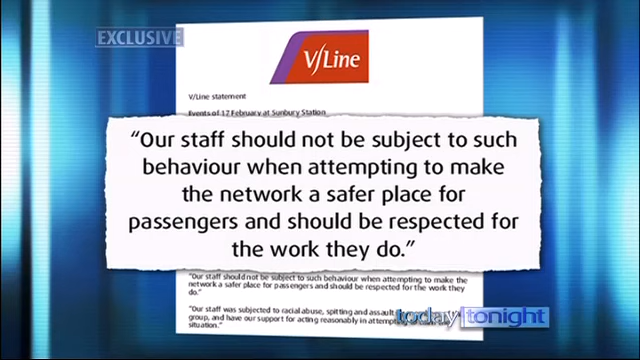 EXCLUSIVE
V/Line
V/Line statement
Events of 17 February at Sunbury Station
“Our staff should not be subject to such
behaviour when attempting to make
the network a safer place for
passengers and should be respected for
the work they do.”
“Our staff should not be subject to such behaviour when attempting to make the
network a safer place for passengers and should be respected for the work they
do.”
“Our staff was subjected to racial abuse, spitting and assault
group, and have our support for acting reasonably in
situation.”
today tonight